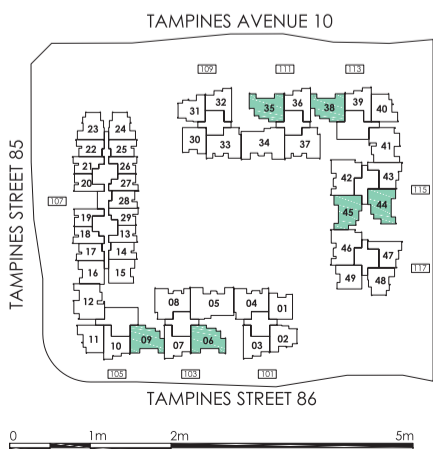 TAMPINES AVENUE 10
109 111 113
32 35 36 38 39 40
31
23 24 30 33 34 37 41
22 25
21 26 42 43
20 27 115
107 28 45 44
19 29
18 13 46 47
17 14 117
16 15 49 48
TAMPINES STREET 85
12 08 05 04 01
11 10 09 07 06 03 02
105 103 101
TAMPINES STREET 86
0 1m 2m 5m